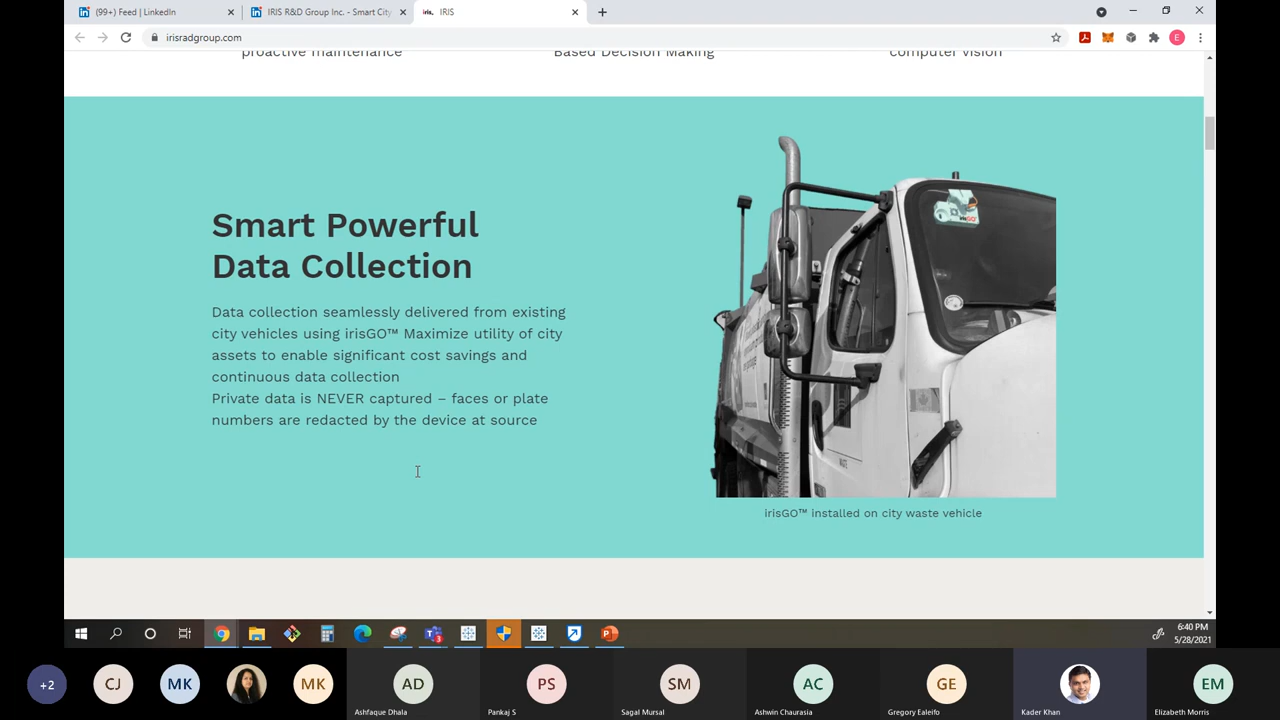 (99+) Feed | LinkedIn
IRIS R&D Group Inc. - Smart City
iris.
IRIS
irisradgroup.com
E
proactive maintenance
Based Decision Making
computer vision
Smart Powerful
Data Collection
Data collection seamlessly delivered from existing
city vehicles using irisGO™ Maximize utility of city
assets to enable significant cost savings and
continuous data collection
Private data is NEVER captured – faces or plate
numbers are redacted by the device at source
irisGO™ installed on city waste vehicle
6:40 PM
5/28/2021
+2
CJ
MK
MK
AD
PS
SM
AC
GE
EM
Ashfaque Dhala
Pankaj S
Sagal Mursal
Ashwin Chaurasia
Gregory Ealeifo
Kader Khan
Elizabeth Morris